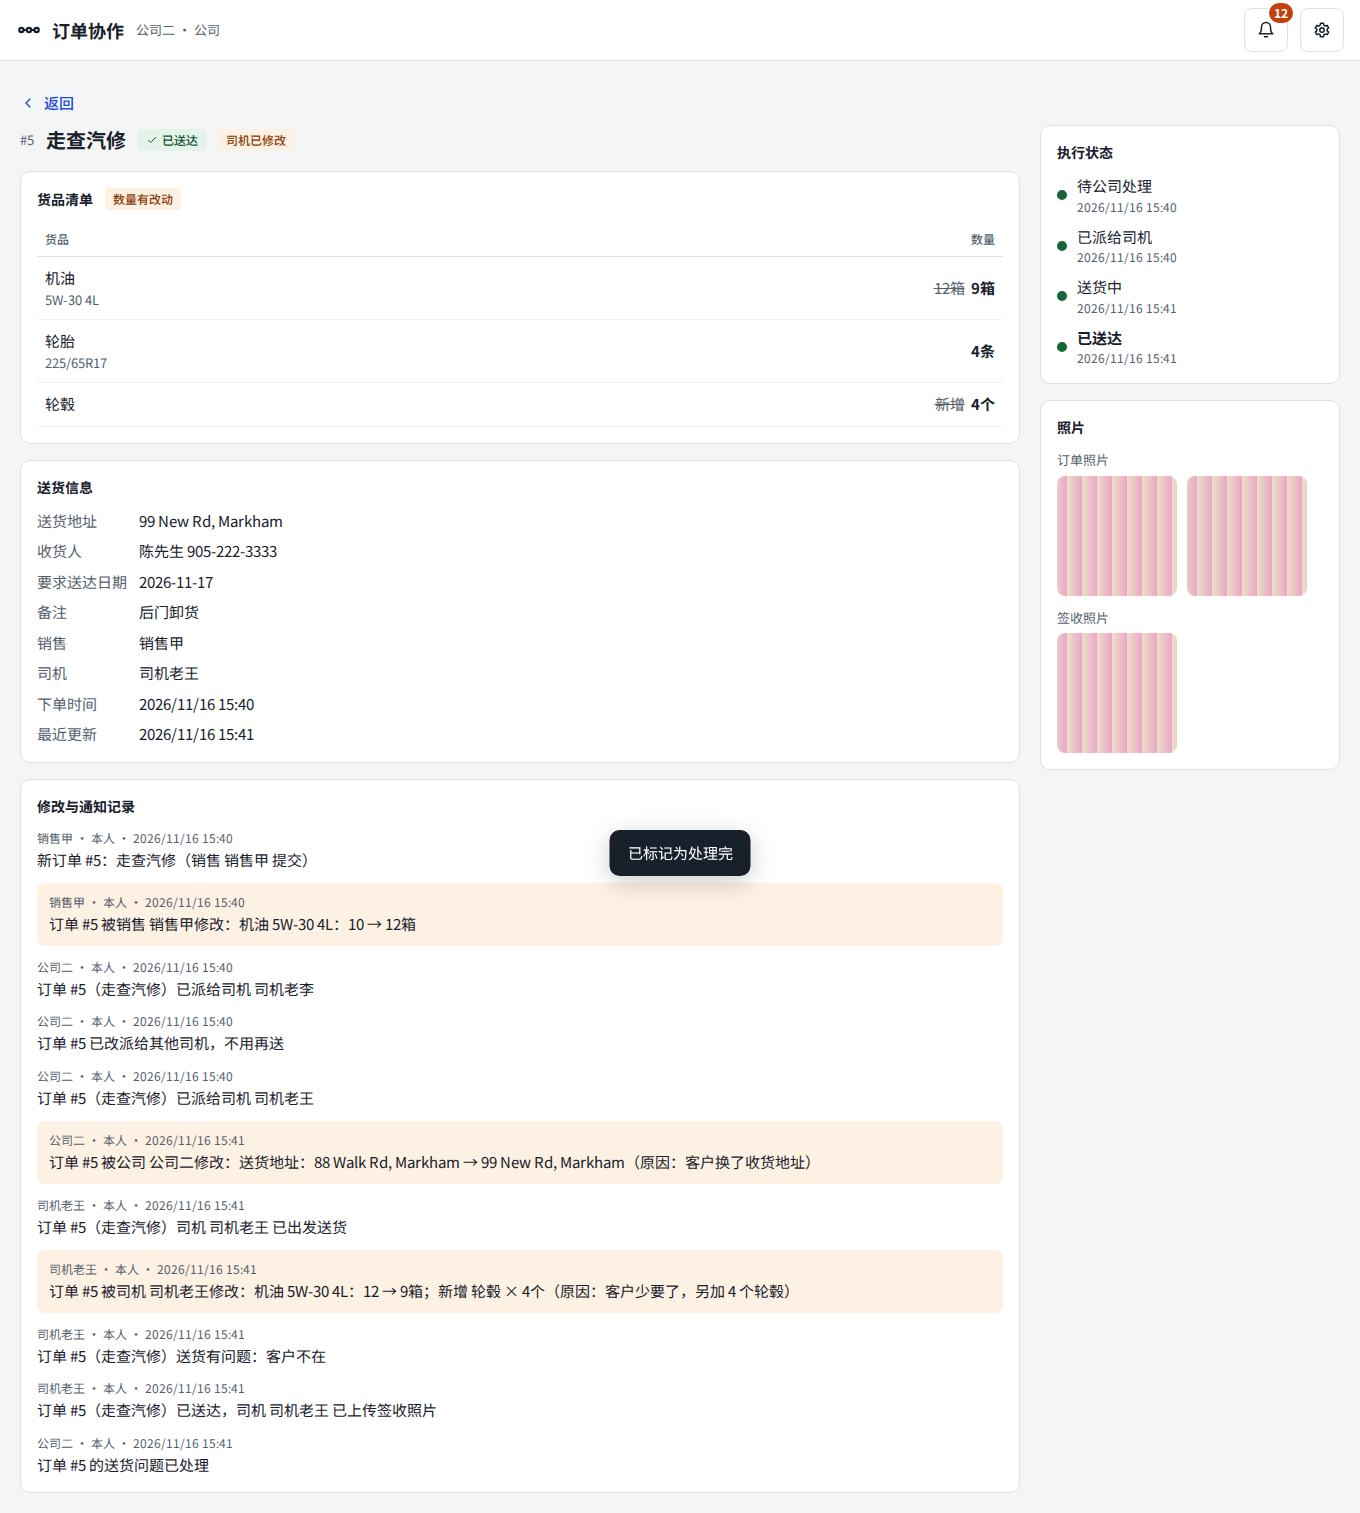 订单协作
公司二 · 公司
12
返回
#5 走查汽修 已送达 司机已修改
货品清单 数量有改动
货品 数量
机油
5W-30 4L
12箱 9箱
轮胎
225/65R17
4条
轮毂
新增 4个
送货信息
送货地址 99 New Rd, Markham
收货人 陈先生 905-222-3333
要求送达日期 2026-11-17
备注 后门卸货
销售 销售甲
司机 司机老王
下单时间 2026/11/16 15:40
最近更新 2026/11/16 15:41
修改与通知记录
销售甲 · 本人 · 2026/11/16 15:40
新订单 #5：走查汽修（销售 销售甲 提交）
已标记为处理完
销售甲 · 本人 · 2026/11/16 15:40
订单 #5 被销售 销售甲修改：机油 5W-30 4L：10 → 12箱
公司二 · 本人 · 2026/11/16 15:40
订单 #5（走查汽修）已派给司机 司机老李
公司二 · 本人 · 2026/11/16 15:40
订单 #5 已改派给其他司机，不用再送
公司二 · 本人 · 2026/11/16 15:40
订单 #5（走查汽修）已派给司机 司机老王
公司二 · 本人 · 2026/11/16 15:41
订单 #5 被公司 公司二修改：送货地址：88 Walk Rd, Markham → 99 New Rd, Markham（原因：客户换了收货地址）
司机老王 · 本人 · 2026/11/16 15:41
订单 #5（走查汽修）司机 司机老王 已出发送货
司机老王 · 本人 · 2026/11/16 15:41
订单 #5 被司机 司机老王修改：机油 5W-30 4L：12 → 9箱；新增 轮毂 × 4个（原因：客户少要了，另加 4 个轮毂）
司机老王 · 本人 · 2026/11/16 15:41
订单 #5（走查汽修）送货有问题：客户不在
司机老王 · 本人 · 2026/11/16 15:41
订单 #5（走查汽修）已送达，司机 司机老王 已上传签收照片
公司二 · 本人 · 2026/11/16 15:41
订单 #5 的送货问题已处理
执行状态
待公司处理
2026/11/16 15:40
已派给司机
2026/11/16 15:40
送货中
2026/11/16 15:41
已送达
2026/11/16 15:41
照片
订单照片
签收照片